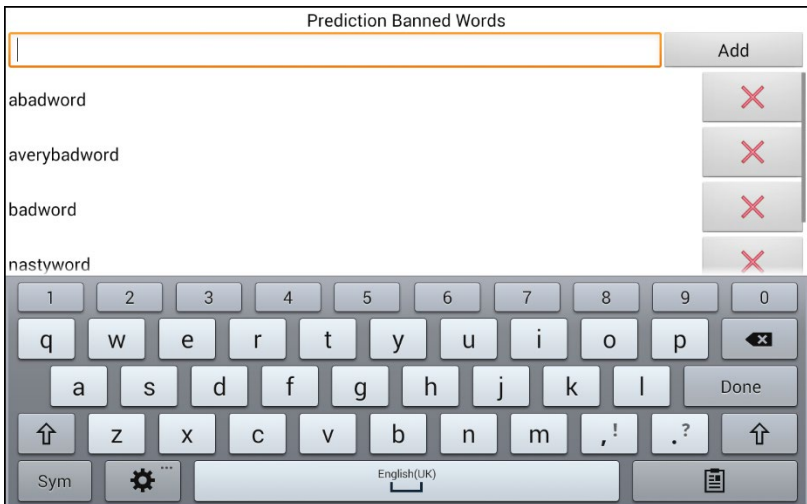 Prediction Banned Words
Add
abadword
averybadword
badword
nastyword
1 2 3 4 5 6 7 8 9 0
q w e r t y u i o p
a s d f g h j k l Done
z x c v b n m ,! .?
Sym ... English(UK)